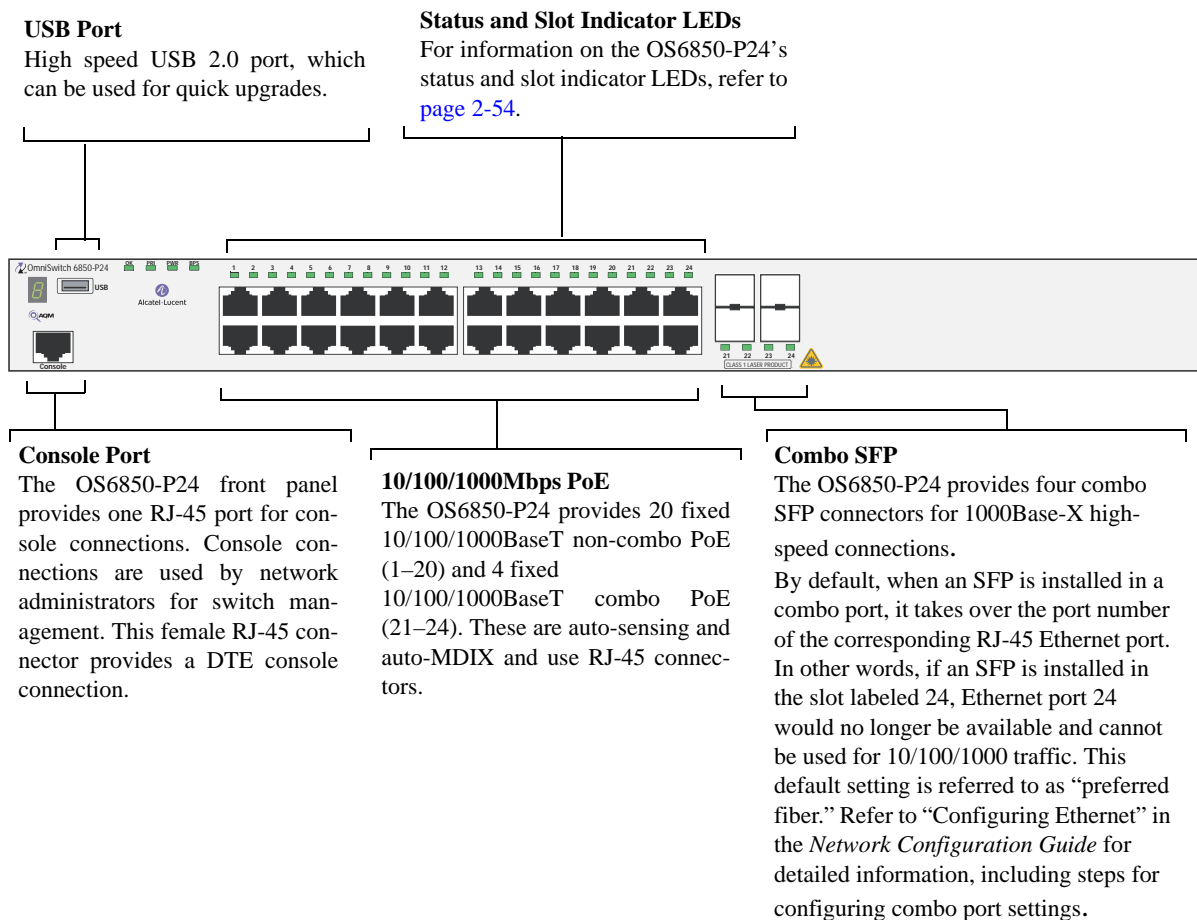 USB Port
High speed USB 2.0 port, which
can be used for quick upgrades.
Status and Slot Indicator LEDs
For information on the OS6850-P24’s
status and slot indicator LEDs, refer to
page 2-54.
OmniSwitch 6850-P24
OK PRI PWR BPS
USB
Alcatel·Lucent
AQM
Console
1 2 3 4 5 6 7 8 9 10 11 12 13 14 15 16 17 18 19 20 21 22 23 24
21 22 23 24
CLASS 1 LASER PRODUCT
Console Port
The OS6850-P24 front panel
provides one RJ-45 port for con-
sole connections. Console con-
nections are used by network
administrators for switch man-
agement. This female RJ-45 con-
nector provides a DTE console
connection.
10/100/1000Mbps PoE
The OS6850-P24 provides 20 fixed
10/100/1000BaseT non-combo PoE
(1–20) and 4 fixed
10/100/1000BaseT combo PoE
(21–24). These are auto-sensing and
auto-MDIX and use RJ-45 connec-
tors.
Combo SFP
The OS6850-P24 provides four combo
SFP connectors for 1000Base-X high-
speed connections.
By default, when an SFP is installed in a
combo port, it takes over the port number
of the corresponding RJ-45 Ethernet port.
In other words, if an SFP is installed in
the slot labeled 24, Ethernet port 24
would no longer be available and cannot
be used for 10/100/1000 traffic. This
default setting is referred to as “preferred
fiber.” Refer to “Configuring Ethernet” in
the Network Configuration Guide for
detailed information, including steps for
configuring combo port settings.